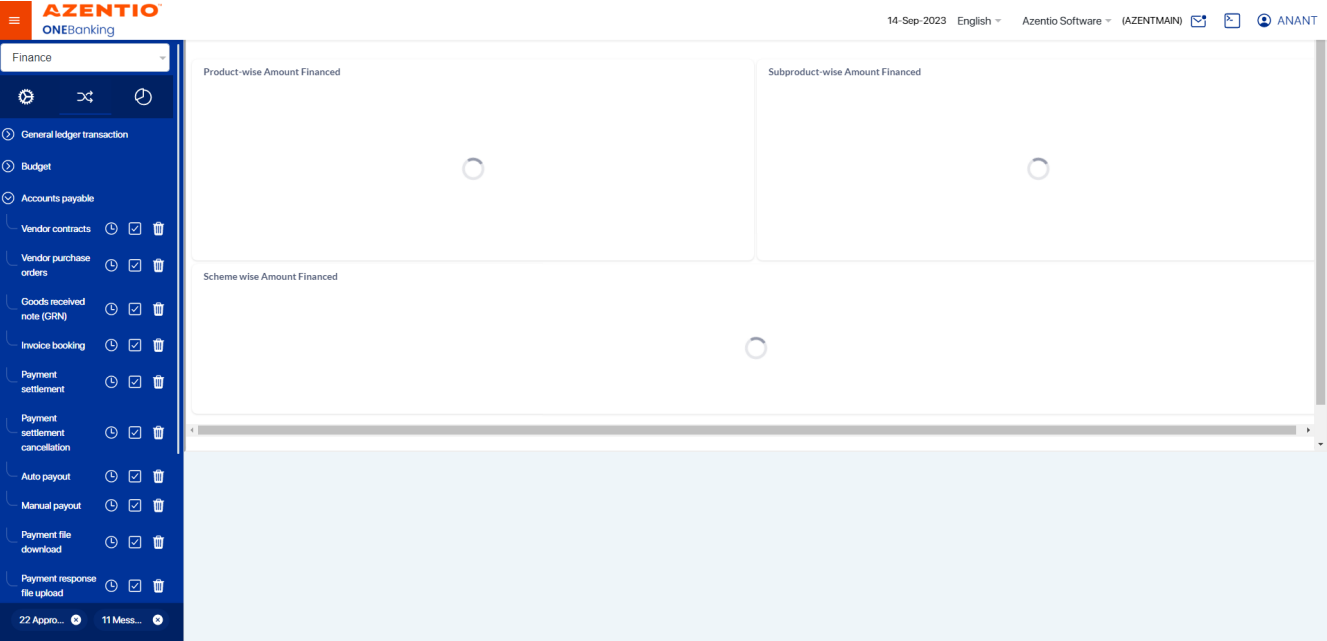 AZENTIO
ONEBanking
14-Sep-2023 English Azentio Software (AZENTMAIN) ANANT
Finance
General ledger transaction
Budget
Accounts payable
Vendor contracts
Vendor purchase
orders
Goods received
note (GRN)
Invoice booking
Payment
settlement
Payment
settlement
cancellation
Auto payout
Manual payout
Payment file
download
Payment response
file upload
22 Appro... 11 Mess...
Product-wise Amount Financed
Subproduct-wise Amount Financed
Scheme wise Amount Financed